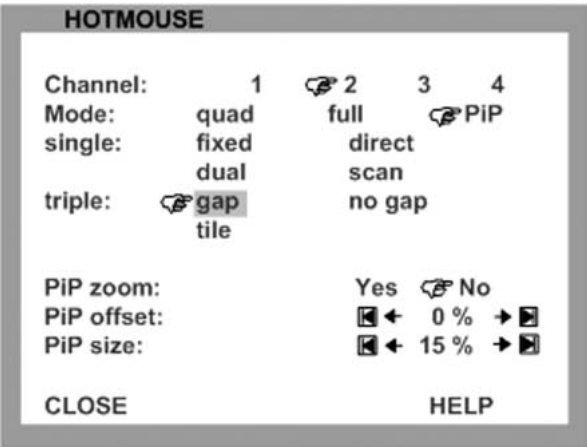 HOTMOUSE
Channel: 1 2 3 4
Mode: quad full PiP
single: fixed direct
dual scan
triple: gap no gap
tile
PiP zoom: Yes No
PiP offset: 0 %
PiP size: 15 %
CLOSE HELP